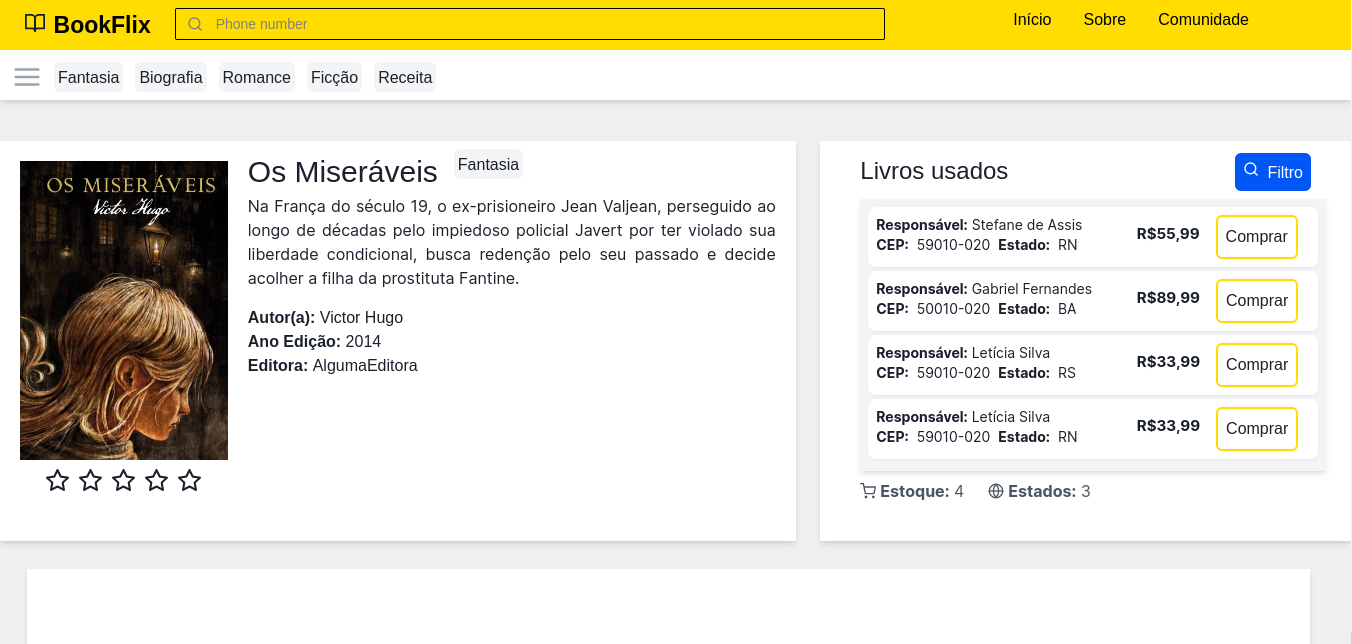 BookFlix
Phone number
Início Sobre Comunidade
Fantasia Biografia Romance Ficção Receita
OS MISERÁVEIS
Victor Hugo
Os Miseráveis Fantasia
Na França do século 19, o ex-prisioneiro Jean Valjean, perseguido ao
longo de décadas pelo impiedoso policial Javert por ter violado sua
liberdade condicional, busca redenção pelo seu passado e decide
acolher a filha da prostituta Fantine.
Autor(a): Victor Hugo
Ano Edição: 2014
Editora: AlgumaEditora
Livros usados
Filtro
Responsável: Stefane de Assis
CEP: 59010-020 Estado: RN
R$55,99
Comprar
Responsável: Gabriel Fernandes
CEP: 50010-020 Estado: BA
R$89,99
Comprar
Responsável: Letícia Silva
CEP: 59010-020 Estado: RS
R$33,99
Comprar
Responsável: Letícia Silva
CEP: 59010-020 Estado: RN
R$33,99
Comprar
Estoque: 4 Estados: 3